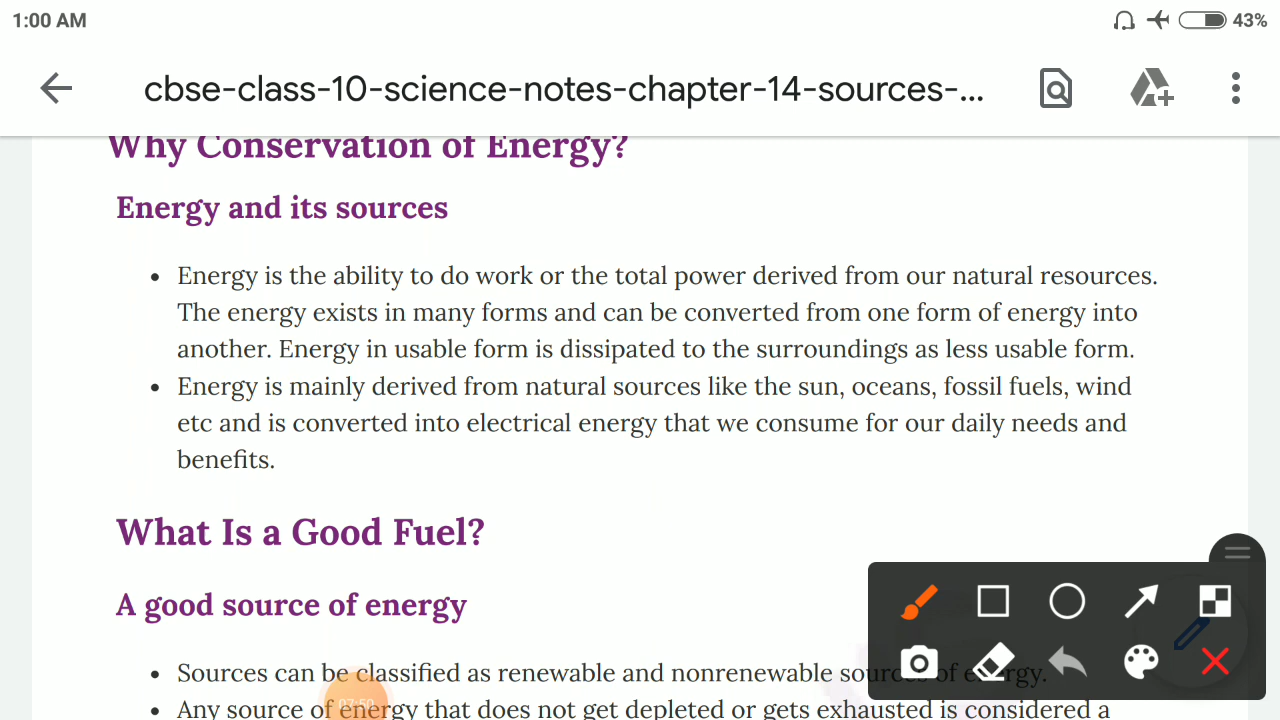 1:00 AM
43%
cbse-class-10-science-notes-chapter-14-sources-...
Why Conservation of Energy?
Energy and its sources
• Energy is the ability to do work or the total power derived from our natural resources.
The energy exists in many forms and can be converted from one form of energy into
another. Energy in usable form is dissipated to the surroundings as less usable form.
• Energy is mainly derived from natural sources like the sun, oceans, fossil fuels, wind
etc and is converted into electrical energy that we consume for our daily needs and
benefits.
What Is a Good Fuel?
A good source of energy
• Sources can be classified as renewable and nonrenewable sources of energy.
07:50
• Any source of energy that does not get depleted or gets exhausted is considered a